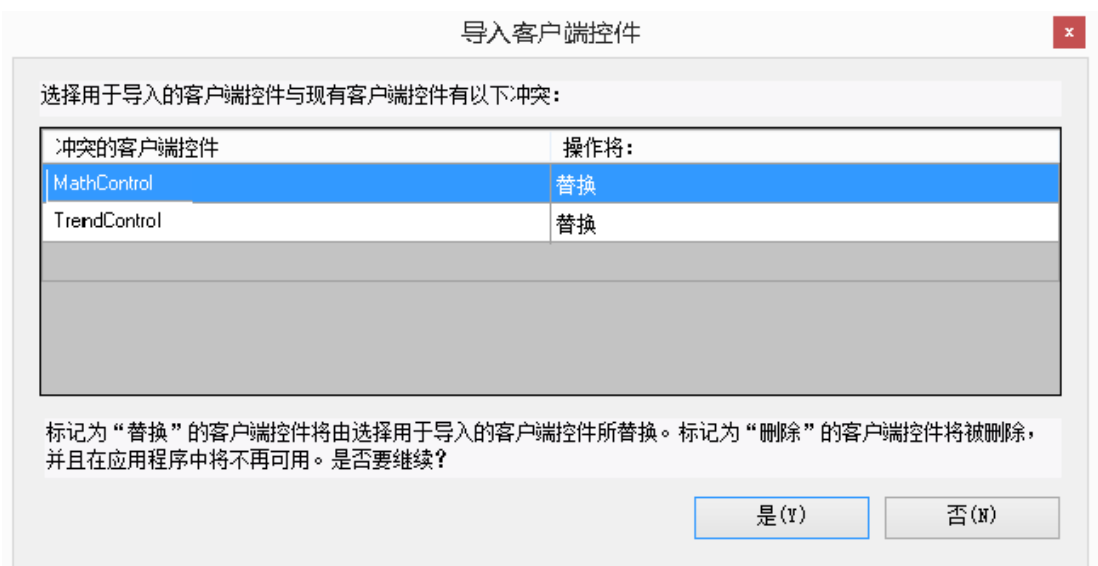 导入客户端控件
x
选择用于导入的客户端控件与现有客户端控件有以下冲突：
冲突的客户端控件 操作将：
MathControl 替换
TrendControl 替换
标记为“替换”的客户端控件将由选择用于导入的客户端控件所替换。标记为“删除”的客户端控件将被删除，
并且在应用程序中将不再可用。是否要继续?
是(Y) 否(N)